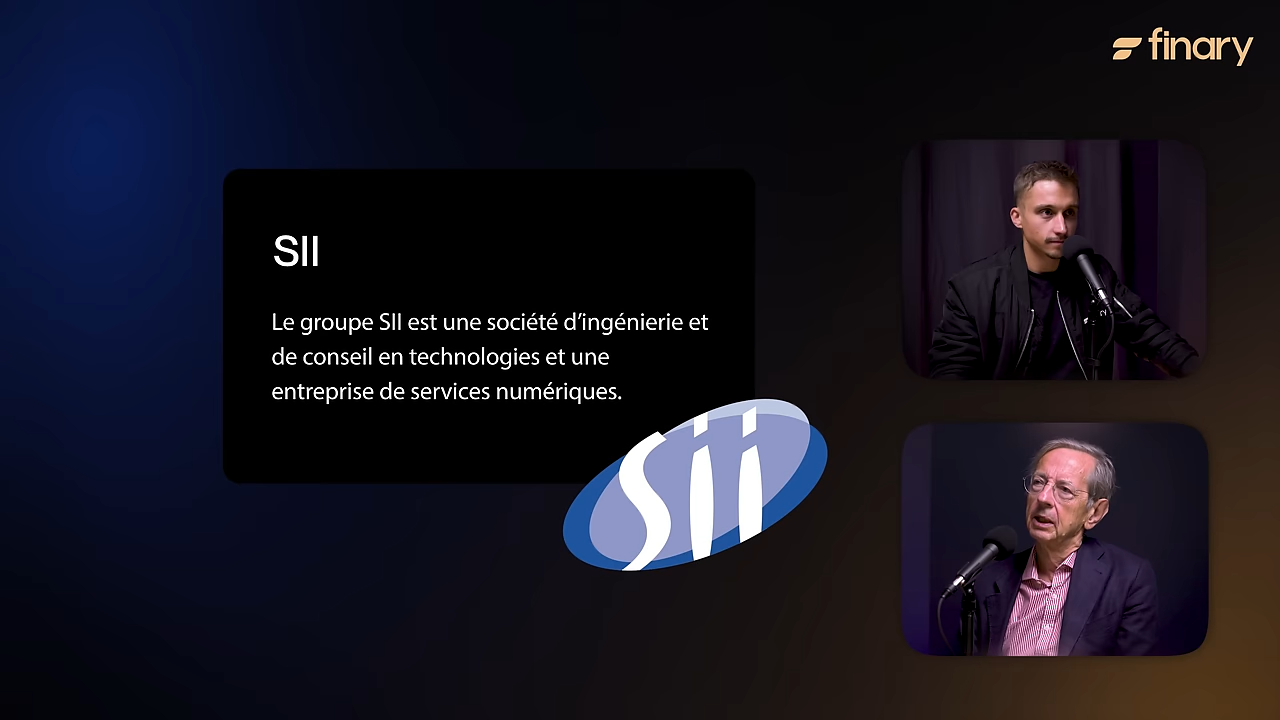 finary
SII
Le groupe SII est une société d’ingénierie et
de conseil en technologies et une
entreprise de services numériques.
sii